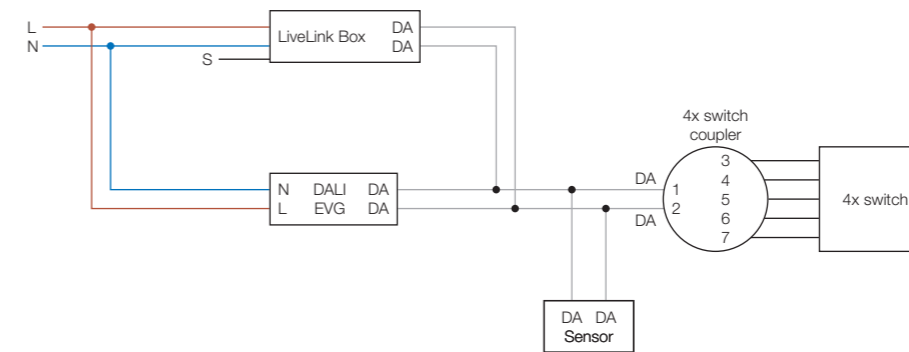 L
N
S
LiveLink Box
DA
DA
N DALI DA
L EVG DA
4x switch
coupler
DA
DA
1
2
3
4
5
6
7
4x switch
DA DA
Sensor